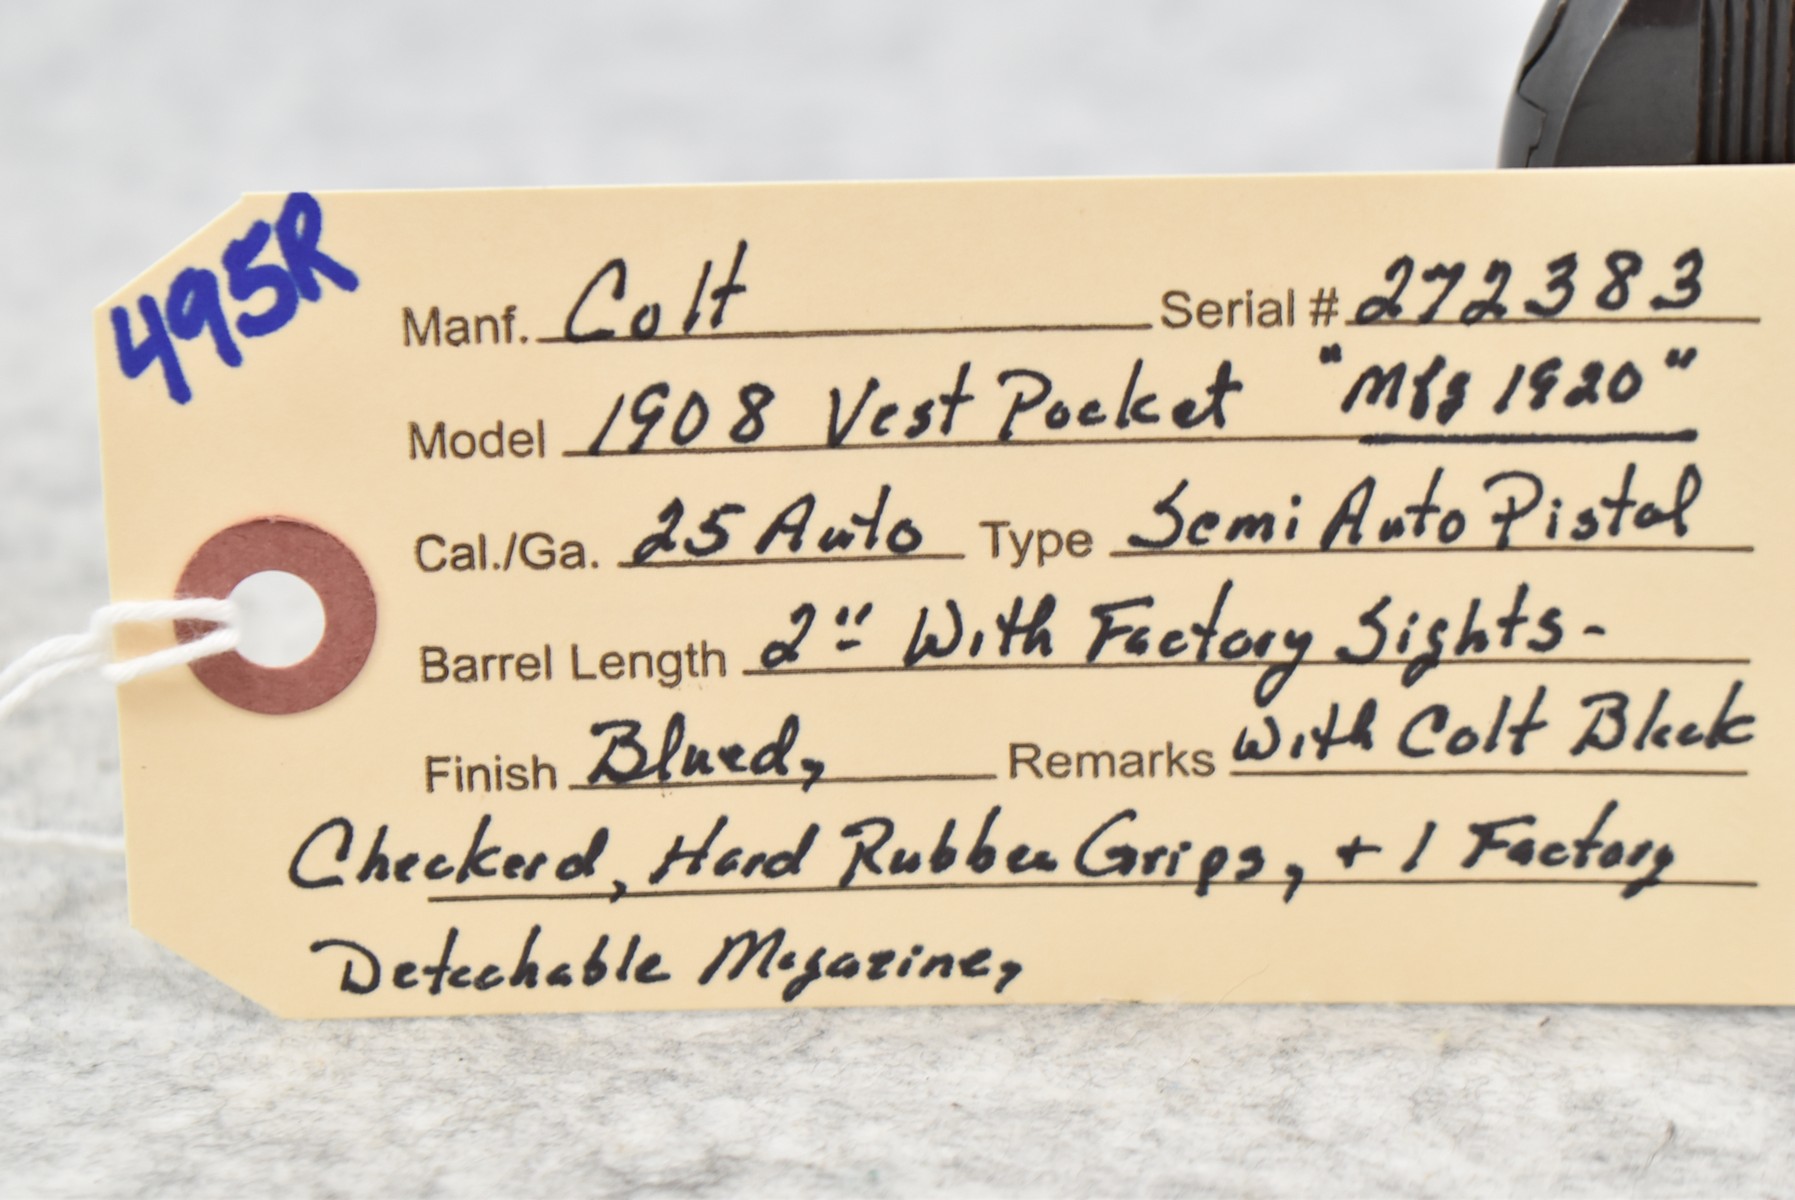 495R
Manf. Colt Serial # 272383
Model 1908 Vest Pocket "Mfg 1920"
Cal./Ga. 25 Auto Type Semi Auto Pistol
Barrel Length 2" With Factory Sights-
Finish Blued, Remarks With Colt Black
Checkerd, Hard Rubber Grips, + 1 Factory
Detachable Magazine,